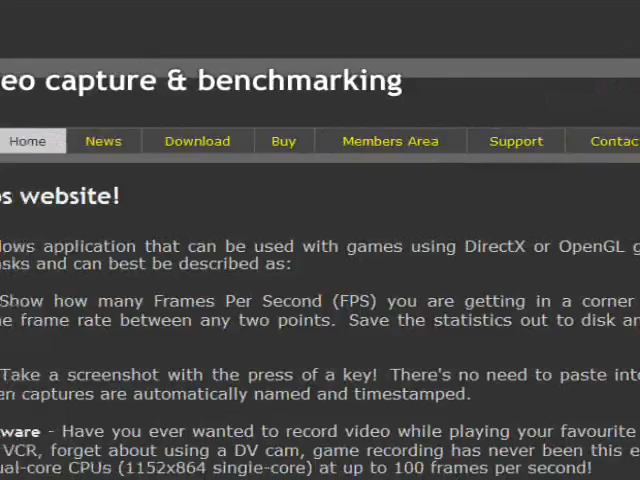 eo capture & benchmarking
Home News Download Buy Members Area Support Contac
s website!
lows application that can be used with games using DirectX or OpenGL g
asks and can best be described as:
Show how many Frames Per Second (FPS) you are getting in a corner
e frame rate between any two points. Save the statistics out to disk an
Take a screenshot with the press of a key! There's no need to paste into
en captures are automatically named and timestamped.
tware - Have you ever wanted to record video while playing your favourite
VCR, forget about using a DV cam, game recording has never been this e
ual-core CPUs (1152x864 single-core) at up to 100 frames per second!